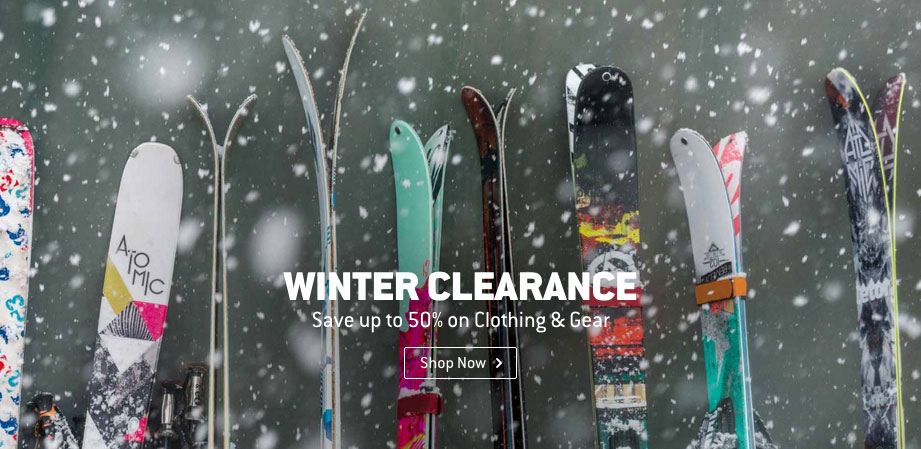 ATOMIC
WINTER CLEARANCE
Save up to 50% on Clothing & Gear
Shop Now